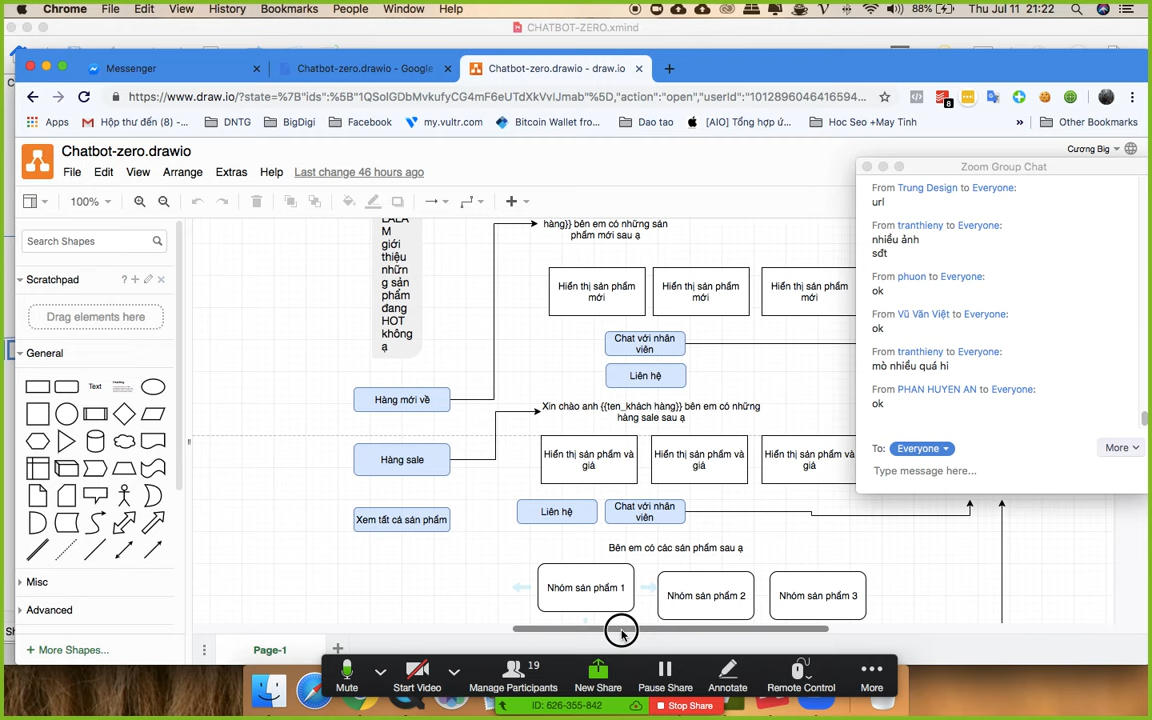 Chrome File Edit View History Bookmarks People Window Help
88% Thu Jul 11 21:22
CHATBOT-ZERO.xmind
Messenger
Chatbot-zero.drawio - Google
Chatbot-zero.drawio - draw.io
https://www.draw.io/?state=%7B"ids":%5B"1QSolGDbMvkufyCG4mF6eUTdXkVvIJmab"%5D,"action":"open","userId":"1012896046416594...
Apps
Hộp thư đến (8) -...
DNTG
BigDigi
Facebook
my.vultr.com
Bitcoin Wallet fro...
Dao tao
[AIO] Tổng hợp ứ...
Hoc Seo +May Tinh
»
Other Bookmarks
Chatbot-zero.drawio
Cương Big
File Edit View Arrange Extras Help Last change 46 hours ago
100%
Search Shapes
Scratchpad
Drag elements here
General
Text
Misc
Advanced
+ More Shapes...
M
giới
thiệu
nhữn
g sản
phẩm
đang
HOT
không
ạ
hàng}} bên em có những sản
phẩm mới sau ạ
Hiển thị sản phẩm
mới
Hiển thị sản phẩm
mới
Hiển thị sản phẩm
mới
Chat với nhân
viên
Liên hệ
Hàng mới về
Xin chào anh {{ten_khách hàng}} bên em có những
hàng sale sau ạ
Hàng sale
Hiển thị sản phẩm và
giả
Hiển thị sản phẩm và
giả
Hiển thị sản phẩm và
giả
Liên hệ
Chat với nhân
viên
Xem tất cả sản phẩm
Bên em có các sản phẩm sau ạ
Nhóm sản phẩm 1
Nhóm sản phẩm 2
Nhóm sản phẩm 3
Page-1
Zoom Group Chat
From Trung Design to Everyone:
url
From tranthieny to Everyone:
nhiều ảnh
sđt
From phuon to Everyone:
ok
From Vũ Văn Việt to Everyone:
ok
From tranthieny to Everyone:
mò nhiều quá hi
From PHAN HUYEN AN to Everyone:
ok
To: Everyone
More
Type message here...
Mute
Start Video
19
Manage Participants
New Share
Pause Share
Annotate
Remote Control
More
ID: 626-355-842
Stop Share